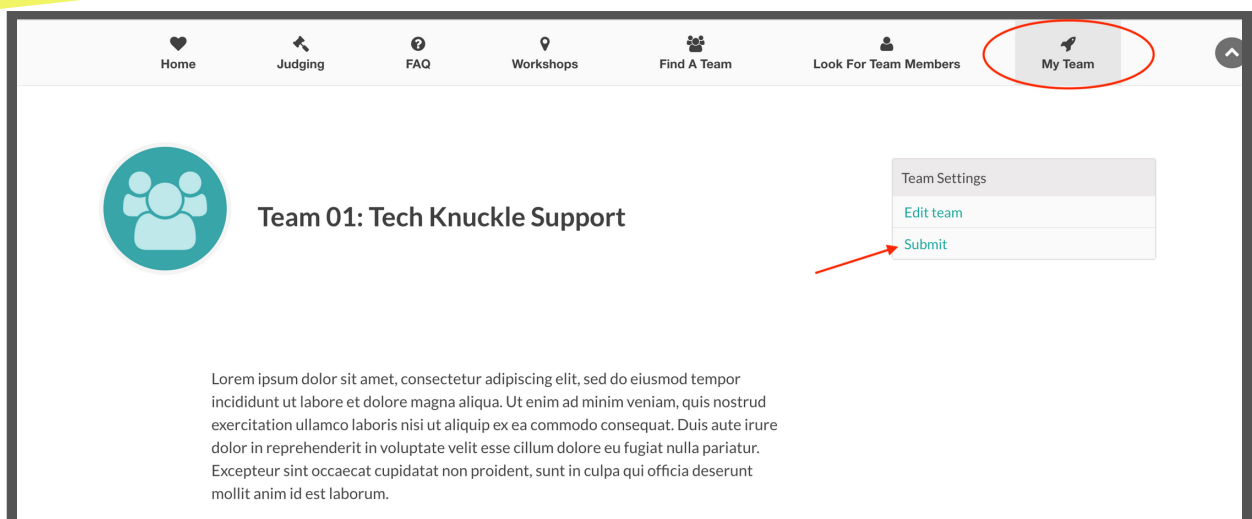 Home Judging FAQ Workshops Find A Team Look For Team Members My Team
Team Settings
Edit team
Submit
Team 01: Tech Knuckle Support
Lorem ipsum dolor sit amet, consectetur adipiscing elit, sed do eiusmod tempor
incididunt ut labore et dolore magna aliqua. Ut enim ad minim veniam, quis nostrud
exercitation ullamco laboris nisi ut aliquip ex ea commodo consequat. Duis aute irure
dolor in reprehenderit in voluptate velit esse cillum dolore eu fugiat nulla pariatur.
Excepteur sint occaecat cupidatat non proident, sunt in culpa qui officia deserunt
mollit anim id est laborum.